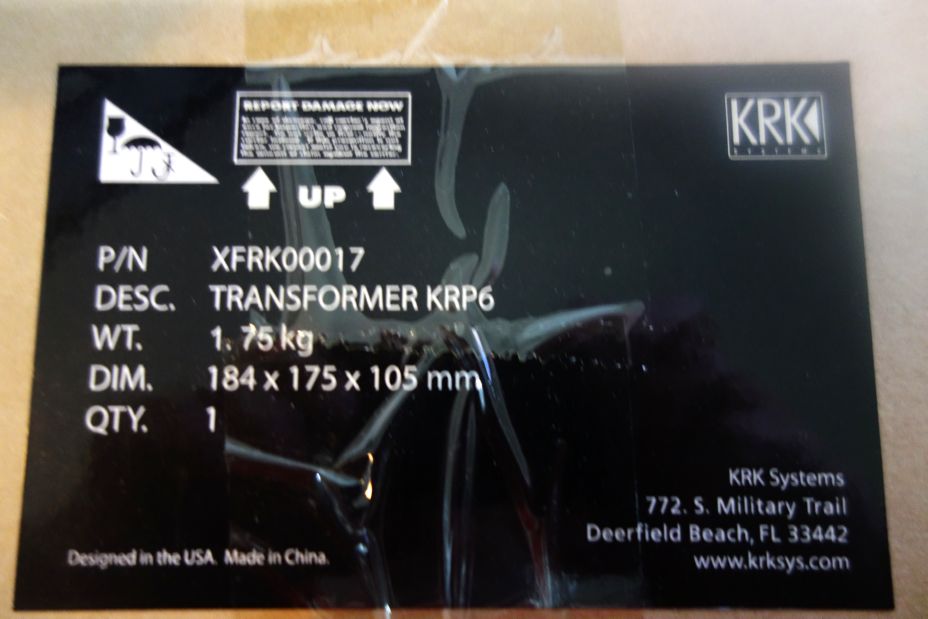 REPORT DAMAGE NOW
KRK
SYSTEMS
UP
P/N XFRK00017
DESC. TRANSFORMER KRP6
WT. 1. 75 kg
DIM. 184 x 175 x 105 mm
QTY. 1
KRK Systems
772. S. Military Trail
Deerfield Beach, FL 33442
www.krksys.com
Designed in the USA. Made in China.